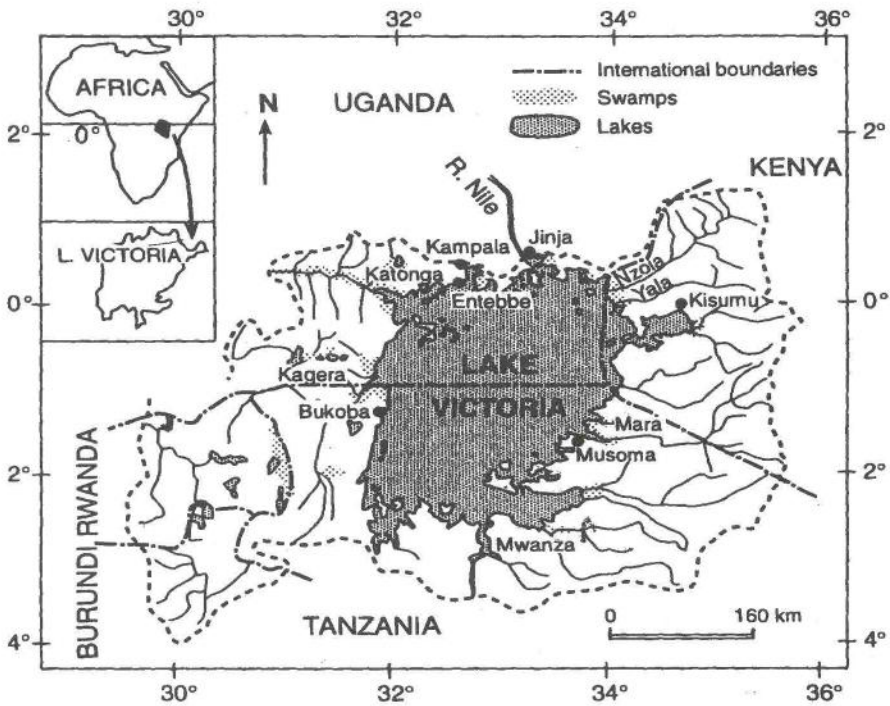 30°
32°
34°
36°
AFRICA
0°
L. VICTORIA
N
UGANDA
International boundaries
Swamps
Lakes
2°
2°
KENYA
R. Nile
Jinja
Kampala
Katonga
Entebbe
Nzoia
Yala
Kisumu
0°
0°
Kagera
LAKE
VICTORIA
Bukoba
Mara
Musoma
2°
2°
BURUNDI RWANDA
Mwanza
TANZANIA
0 160 km
4°
4°
30°
32°
34°
36°